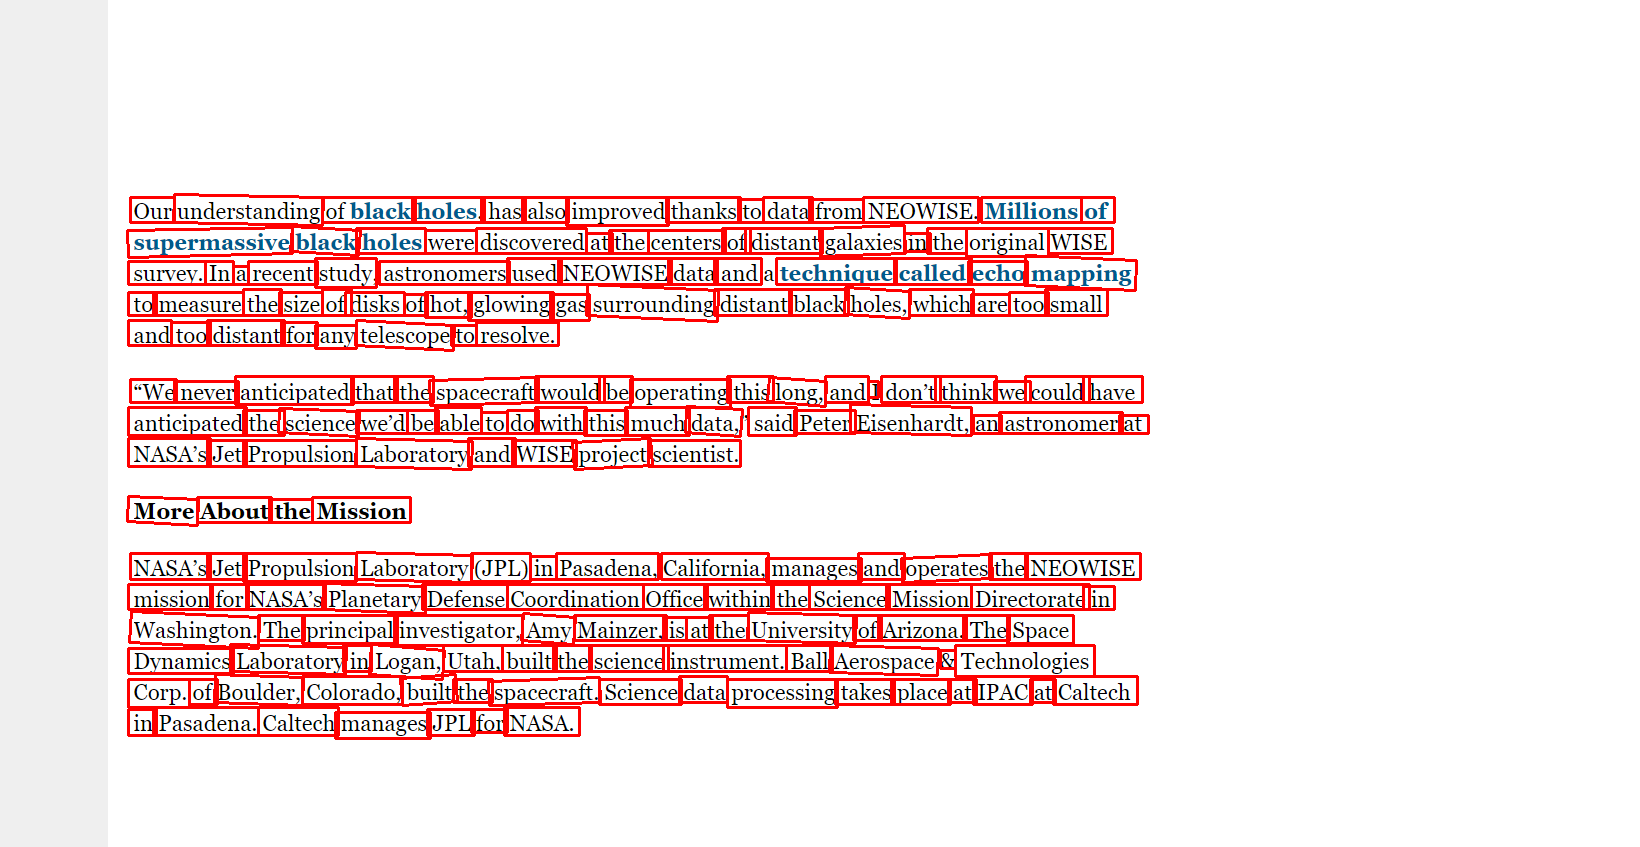 Our understanding of black holes. has also improved thanks to data from NEOWISE. Millions of
supermassive black holes were discovered at the centers of distant galaxies in the original WISE
survey. In a recent study, astronomers used NEOWISE data and a technique called echo mapping
to measure the size of disks of hot, glowing gas surrounding distant black holes, which are too small
and too distant for any telescope to resolve.
“We never anticipated that the spacecraft would be operating this long, and I don’t think we could have
anticipated the science we’d be able to do with this much data,” said Peter Eisenhardt, an astronomer at
NASA’s Jet Propulsion Laboratory and WISE project scientist.
More About the Mission
NASA’s Jet Propulsion Laboratory (JPL) in Pasadena, California, manages and operates the NEOWISE
mission for NASA’s Planetary Defense Coordination Office within the Science Mission Directorate in
Washington. The principal investigator, Amy Mainzer, is at the University of Arizona. The Space
Dynamics Laboratory in Logan, Utah, built the science instrument. Ball Aerospace & Technologies
Corp. of Boulder, Colorado, built the spacecraft. Science data processing takes place at IPAC at Caltech
in Pasadena. Caltech manages JPL for NASA.